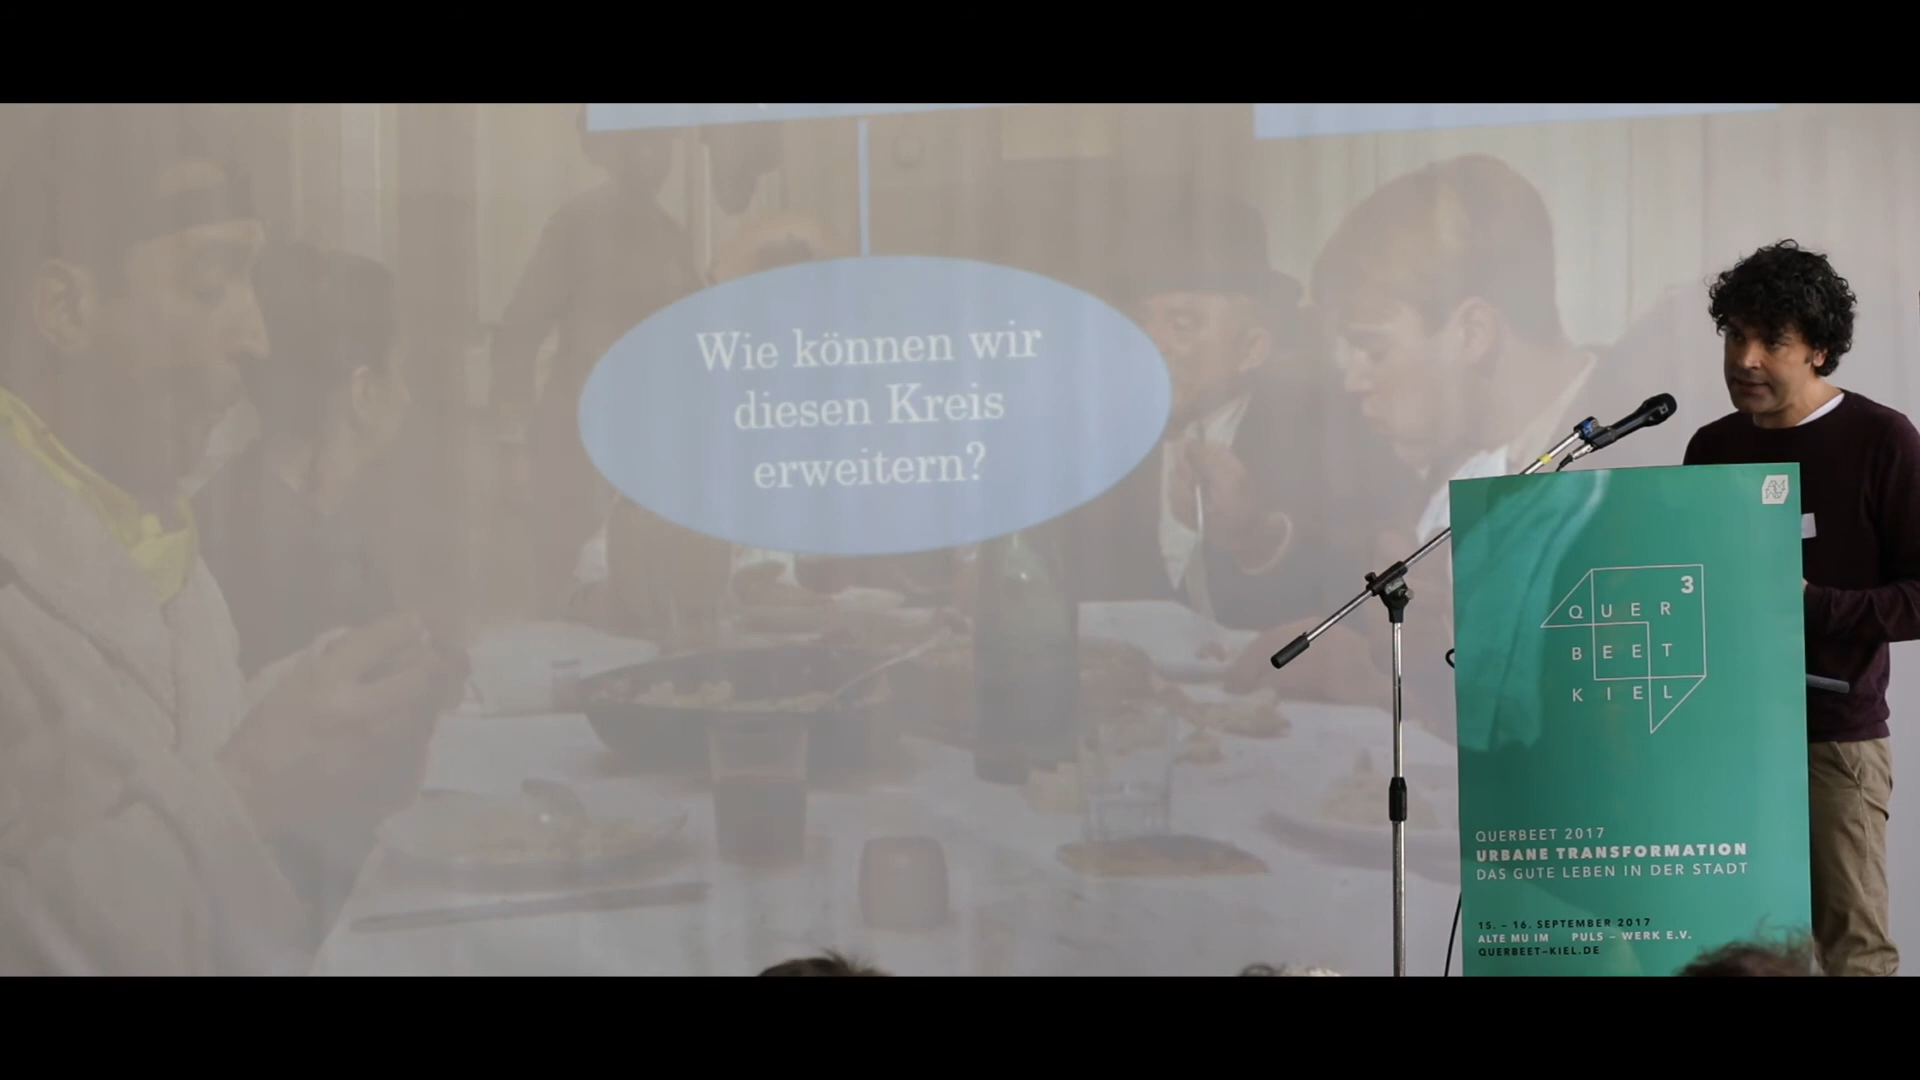 Wie können wir
diesen Kreis
erweitern?
3
QUER
BEET
KIEL
QUERBEET 2017
URBANE TRANSFORMATION
DAS GUTE LEBEN IN DER STADT
15. – 16. SEPTEMBER 2017
ALTE MU IM PULS – WERK E.V.
QUERBEET–KIEL.DE